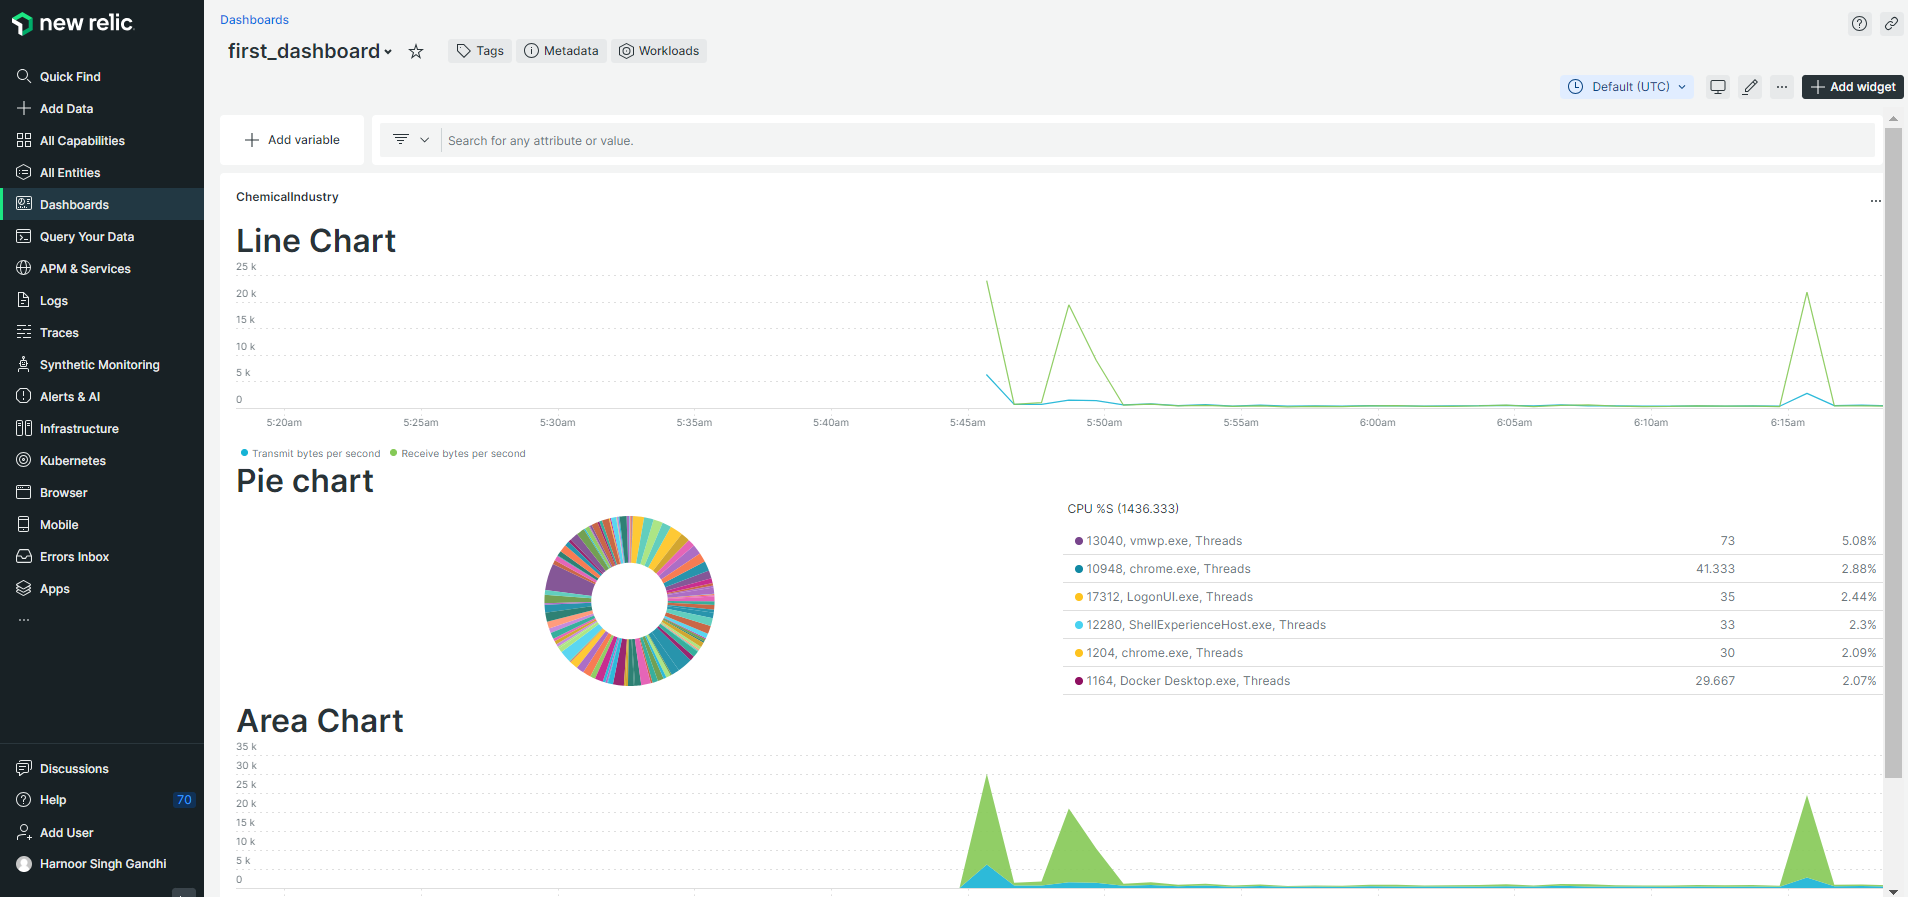 new relic
Quick Find
Add Data
All Capabilities
All Entities
Dashboards
Query Your Data
APM & Services
Logs
Traces
Synthetic Monitoring
Alerts & AI
Infrastructure
Kubernetes
Browser
Mobile
Errors Inbox
Apps
...
Discussions
Help 70
Add User
Harnoor Singh Gandhi
Dashboards
first_dashboard
Tags Metadata Workloads
Default (UTC) ... Add widget
Add variable
Search for any attribute or value.
ChemicalIndustry ...
Line Chart
25 k
20 k
15 k
10 k
5 k
0
5:20am 5:25am 5:30am 5:35am 5:40am 5:45am 5:50am 5:55am 6:00am 6:05am 6:10am 6:15am
Transmit bytes per second Receive bytes per second
Pie chart
CPU %S (1436.333)
13040, vmwp.exe, Threads 73 5.08%
10948, chrome.exe, Threads 41.333 2.88%
17312, LogonUI.exe, Threads 35 2.44%
12280, ShellExperienceHost.exe, Threads 33 2.3%
1204, chrome.exe, Threads 30 2.09%
1164, Docker Desktop.exe, Threads 29.667 2.07%
Area Chart
35 k
30 k
25 k
20 k
15 k
10 k
5 k
0